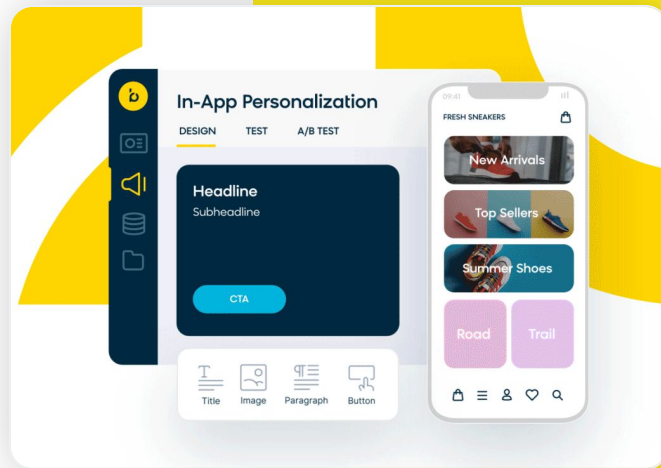 b
In-App Personalization
DESIGN TEST A/B TEST
Headline
Subheadline
CTA
Title Image Paragraph Button
09:41
FRESH SNEAKERS
New Arrivals
Top Sellers
Summer Shoes
Road Trail